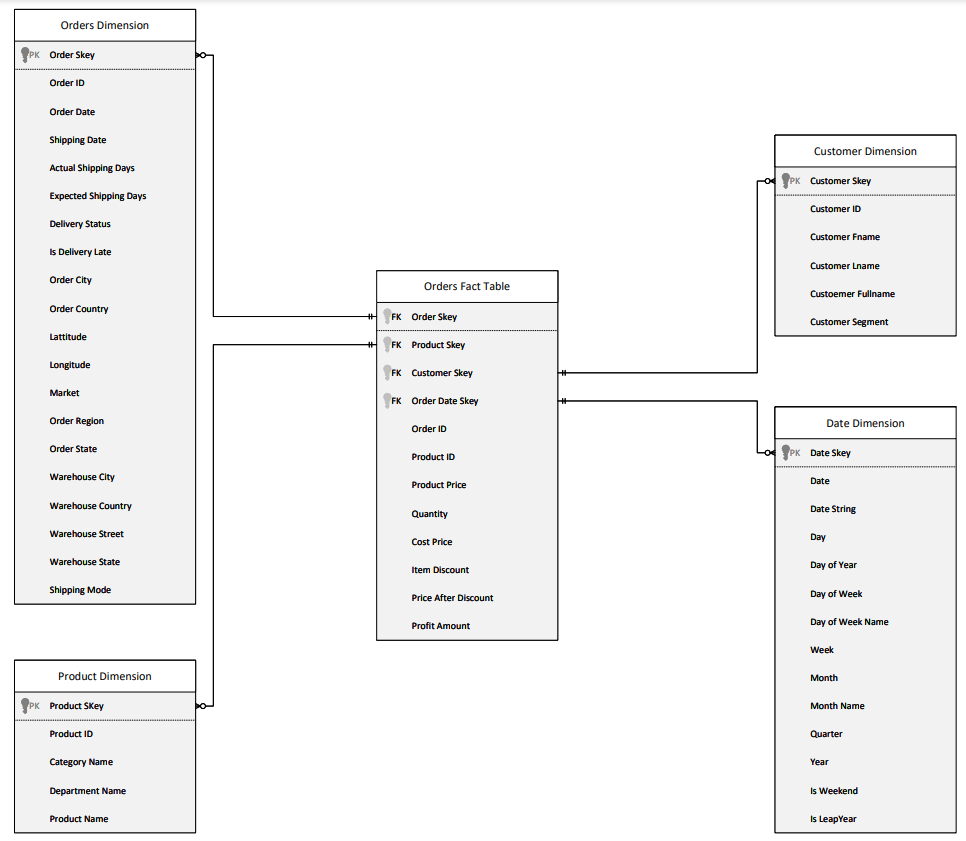 Orders Dimension
PK Order Skey
Order ID
Order Date
Shipping Date
Actual Shipping Days
Expected Shipping Days
Delivery Status
Is Delivery Late
Order City
Order Country
Lattitude
Longitude
Market
Order Region
Order State
Warehouse City
Warehouse Country
Warehouse Street
Warehouse State
Shipping Mode
Product Dimension
PK Product SKey
Product ID
Category Name
Department Name
Product Name
Orders Fact Table
FK Order Skey
FK Product Skey
FK Customer Skey
FK Order Date Skey
Order ID
Product ID
Product Price
Quantity
Cost Price
Item Discount
Price After Discount
Profit Amount
Customer Dimension
PK Customer Skey
Customer ID
Customer Fname
Customer Lname
Custoemer Fullname
Customer Segment
Date Dimension
PK Date Skey
Date
Date String
Day
Day of Year
Day of Week
Day of Week Name
Week
Month
Month Name
Quarter
Year
Is Weekend
Is LeapYear